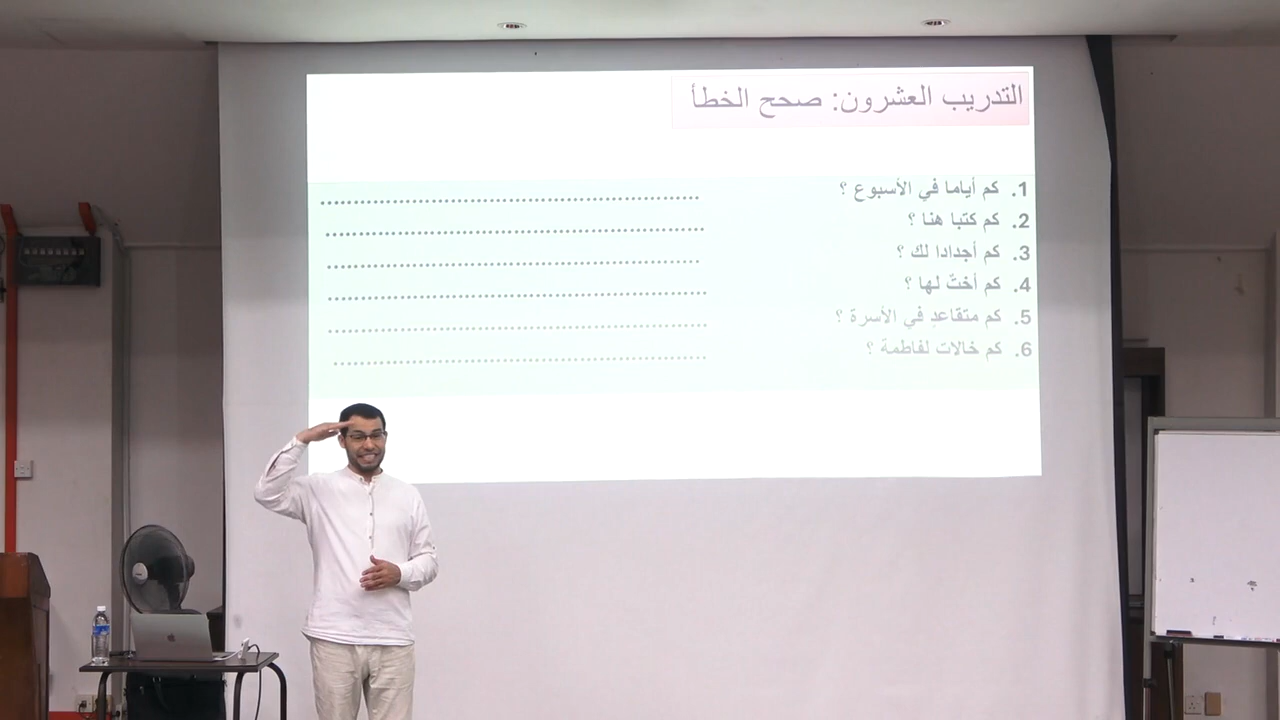 التدريب العشرون: صحح الخطأ
1. كم أياما في الأسبوع ؟ ............................................................
2. كم كتبا هنا ؟ ............................................................
3. كم أجدادا لك ؟ ............................................................
4. كم أختٌ لها ؟ ............................................................
5. كم متقاعدِ في الأسرة ؟ ............................................................
6. كم خالات لفاطمة ؟ ............................................................